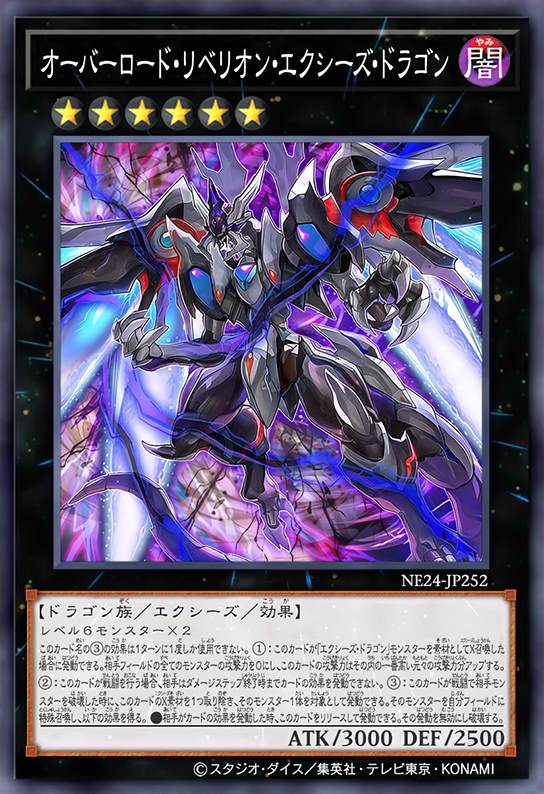 オーバーロード・リベリオン・エクシーズ・ドラゴン
闇
NE24-JP252
【ドラゴン族／エクシーズ／効果】
レベル6モンスター×2
このカード名の③の効果は1ターンに1度しか使用できない。①：このカードが「エクシーズ・ドラゴン」モンスターを素材としてX召喚した
場合に発動できる。相手フィールドの全てのモンスターの攻撃力を0にし、このカードの攻撃力はその内の一番高い元々の攻撃力分アップする。
②：このカードが戦闘を行う場合、相手はダメージステップ終了時までカードの効果を発動できない。③：このカードが戦闘で相手モン
スターを破壊した時に、このカードのX素材を1つ取り除き、そのモンスター1体を対象として発動できる。そのモンスターを自分フィールドに
特殊召喚し、以下の効果を得る。●相手がカードの効果を発動した時、このカードをリリースして発動できる。その発動を無効にし破壊する。
ATK/3000 DEF/2500
©スタジオ・ダイス／集英社・テレビ東京・KONAMI